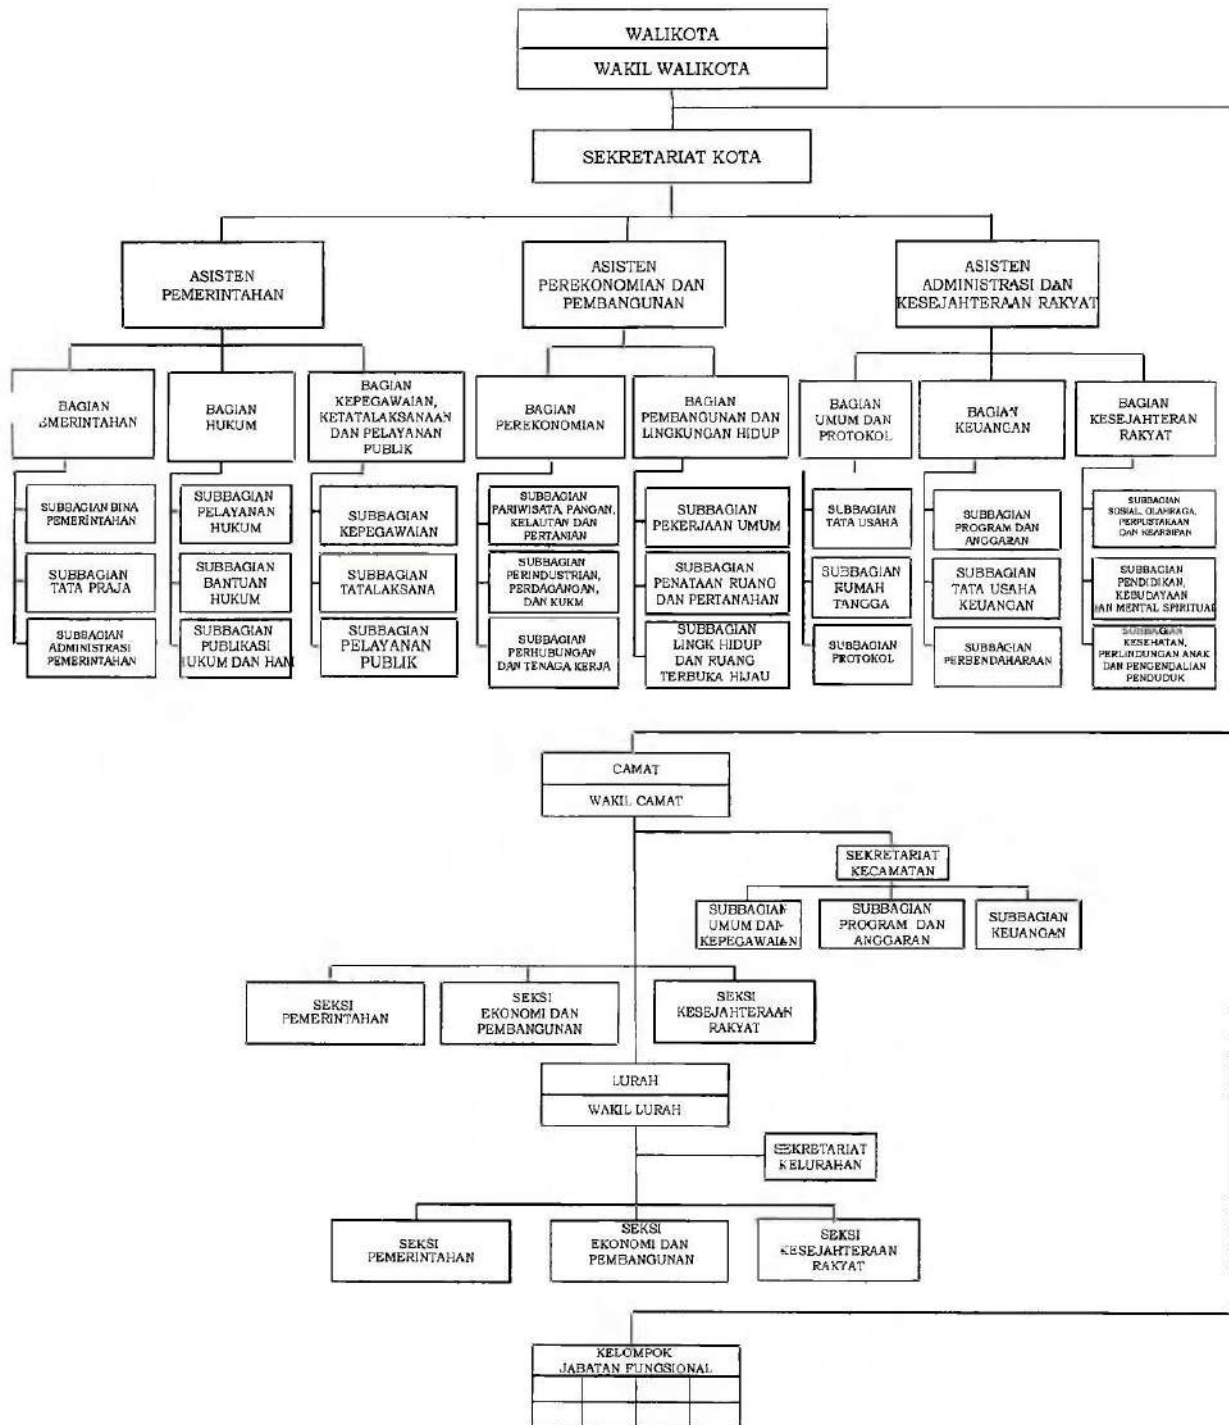 WALIKOTA
WAKIL WALIKOTA
SEKRETARIAT KOTA
ASISTEN
PEMERINTAHAN
ASISTEN
PEREKONOMIAN DAN
PEMBANGUNAN
ASISTEN
ADMINISTRASI DAN
KESEJAHTERAAN RAKYAT
BAGIAN
EMERINTAHAN
BAGIAN
HUKUM
BAGIAN
KEPEGAWAIAN,
KETATALAKSANAAN
DAN PELAYANAN
PUBLIK
BAGIAN
PEREKONOMIAN
BAGIAN
PEMBANGUNAN DAN
LINGKUNGAN HIDUP
BAGIAN
UMUM DAN
PROTOKOL
BAGIAN
KEUANGAN
BAGIAN
KESEJAHTERAN
RAKYAT
SUBBAGIAN BINA
PEMERINTAHAN
SUBBAGIAN
PELAYANAN
HUKUM
SUBBAGIAN
KEPEGAWAIAN
SUBBAGIAN
PARIWISATA, PANGAN,
KELAUTAN DAN
PERTANIAN
SUBBAGIAN
PEKERJAAN UMUM
SUBBAGIAN
TATA USAHA
SUBBAGIAN
PROGRAM DAN
ANGGARAN
SUBBAGIAN
SOSIAL, OLAHRAGA,
PERPUSTAKAAN
DAN KEARSIPAN
SUBBAGIAN
TATA PRAJA
SUBBAGIAN
BANTUAN
HUKUM
SUBBAGIAN
TATALAKSANA
SUBBAGIAN
PERINDUSTRIAN,
PERDAGANGAN,
DAN KUKM
SUBBAGIAN
PENATAAN RUANG
DAN PERTANAHAN
SUBBAGIAN
RUMAH
TANGGA
SUBBAGIAN
TATA USAHA
KEUANGAN
SUBBAGIAN
PENDIDIKAN,
KEBUDAYAAN
DAN MENTAL SPIRITUAL
SUBBAGIAN
ADMINISTRASI
PEMERINTAHAN
SUBBAGIAN
PUBLIKASI
HUKUM DAN HAM
SUBBAGIAN
PELAYANAN
PUBLIK
SUBBAGIAN
PERHUBUNGAN
DAN TENAGA KERJA
SUBBAGIAN
LINGK HIDUP
DAN RUANG
TERBUKA HIJAU
SUBBAGIAN
PROTOKOL
SUBBAGIAN
PERBENDAHARAAN
SUBBAGIAN
KESEHATAN,
PERLINDUNGAN ANAK
DAN PENGENDALIAN
PENDUDUK
CAMAT
WAKIL CAMAT
SEKRETARIAT
KECAMATAN
SUBBAGIAN
UMUM DAN
KEPEGAWAIAN
SUBBAGIAN
PROGRAM DAN
ANGGARAN
SUBBAGIAN
KEUANGAN
SEKSI
PEMERINTAHAN
SEKSI
EKONOMI DAN
PEMBANGUNAN
SEKSI
KESEJAHTERAAN
RAKYAT
LURAH
WAKIL LURAH
SEKRETARIAT
KELURAHAN
SEKSI
PEMERINTAHAN
SEKSI
EKONOMI DAN
PEMBANGUNAN
SEKSI
KESEJAHTERAAN
RAKYAT
KELOMPOK
JABATAN FUNGSIONAL